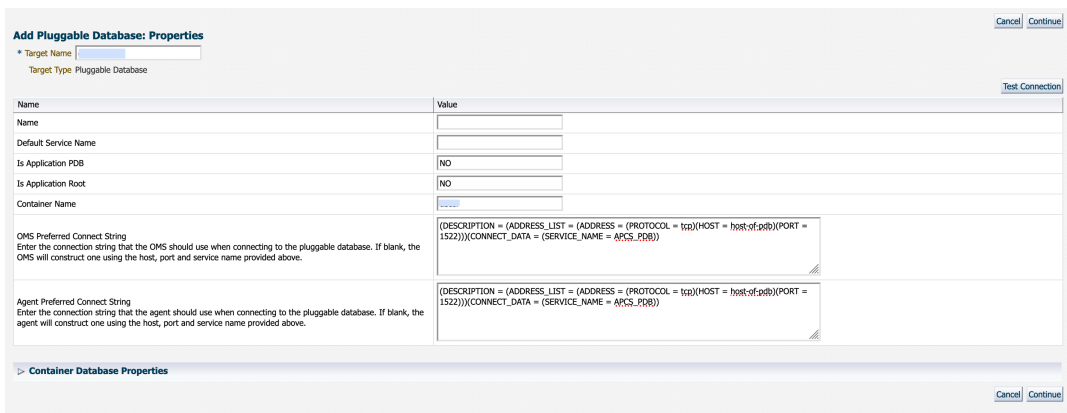 Cancel Continue
Add Pluggable Database: Properties
* Target Name
Target Type Pluggable Database
Test Connection
Name Value
Name
Default Service Name
Is Application PDB NO
Is Application Root NO
Container Name
OMS Preferred Connect String
Enter the connection string that the OMS should use when connecting to the pluggable database. If blank, the
OMS will construct one using the host, port and service name provided above.
(DESCRIPTION = (ADDRESS_LIST = (ADDRESS = (PROTOCOL = tcp)(HOST = host-of-pdb)(PORT =
1522)))(CONNECT_DATA = (SERVICE_NAME = APCS_PDB))
Agent Preferred Connect String
Enter the connection string that the agent should use when connecting to the pluggable database. If blank, the
agent will construct one using the host, port and service name provided above.
(DESCRIPTION = (ADDRESS_LIST = (ADDRESS = (PROTOCOL = tcp)(HOST = host-of-pdb)(PORT =
1522)))(CONNECT_DATA = (SERVICE_NAME = APCS_PDB))
Container Database Properties
Cancel Continue